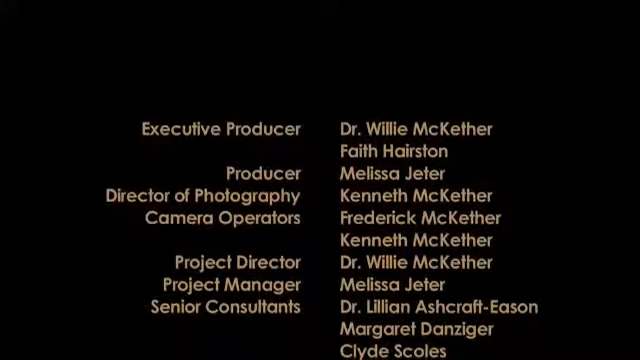 Executive Producer Dr. Willie McKether
Faith Hairston
Producer Melissa Jeter
Director of Photography Kenneth McKether
Camera Operators Frederick McKether
Kenneth McKether
Project Director Dr. Willie McKether
Project Manager Melissa Jeter
Senior Consultants Dr. Lillian Ashcraft-Eason
Margaret Danziger
Clyde Scoles